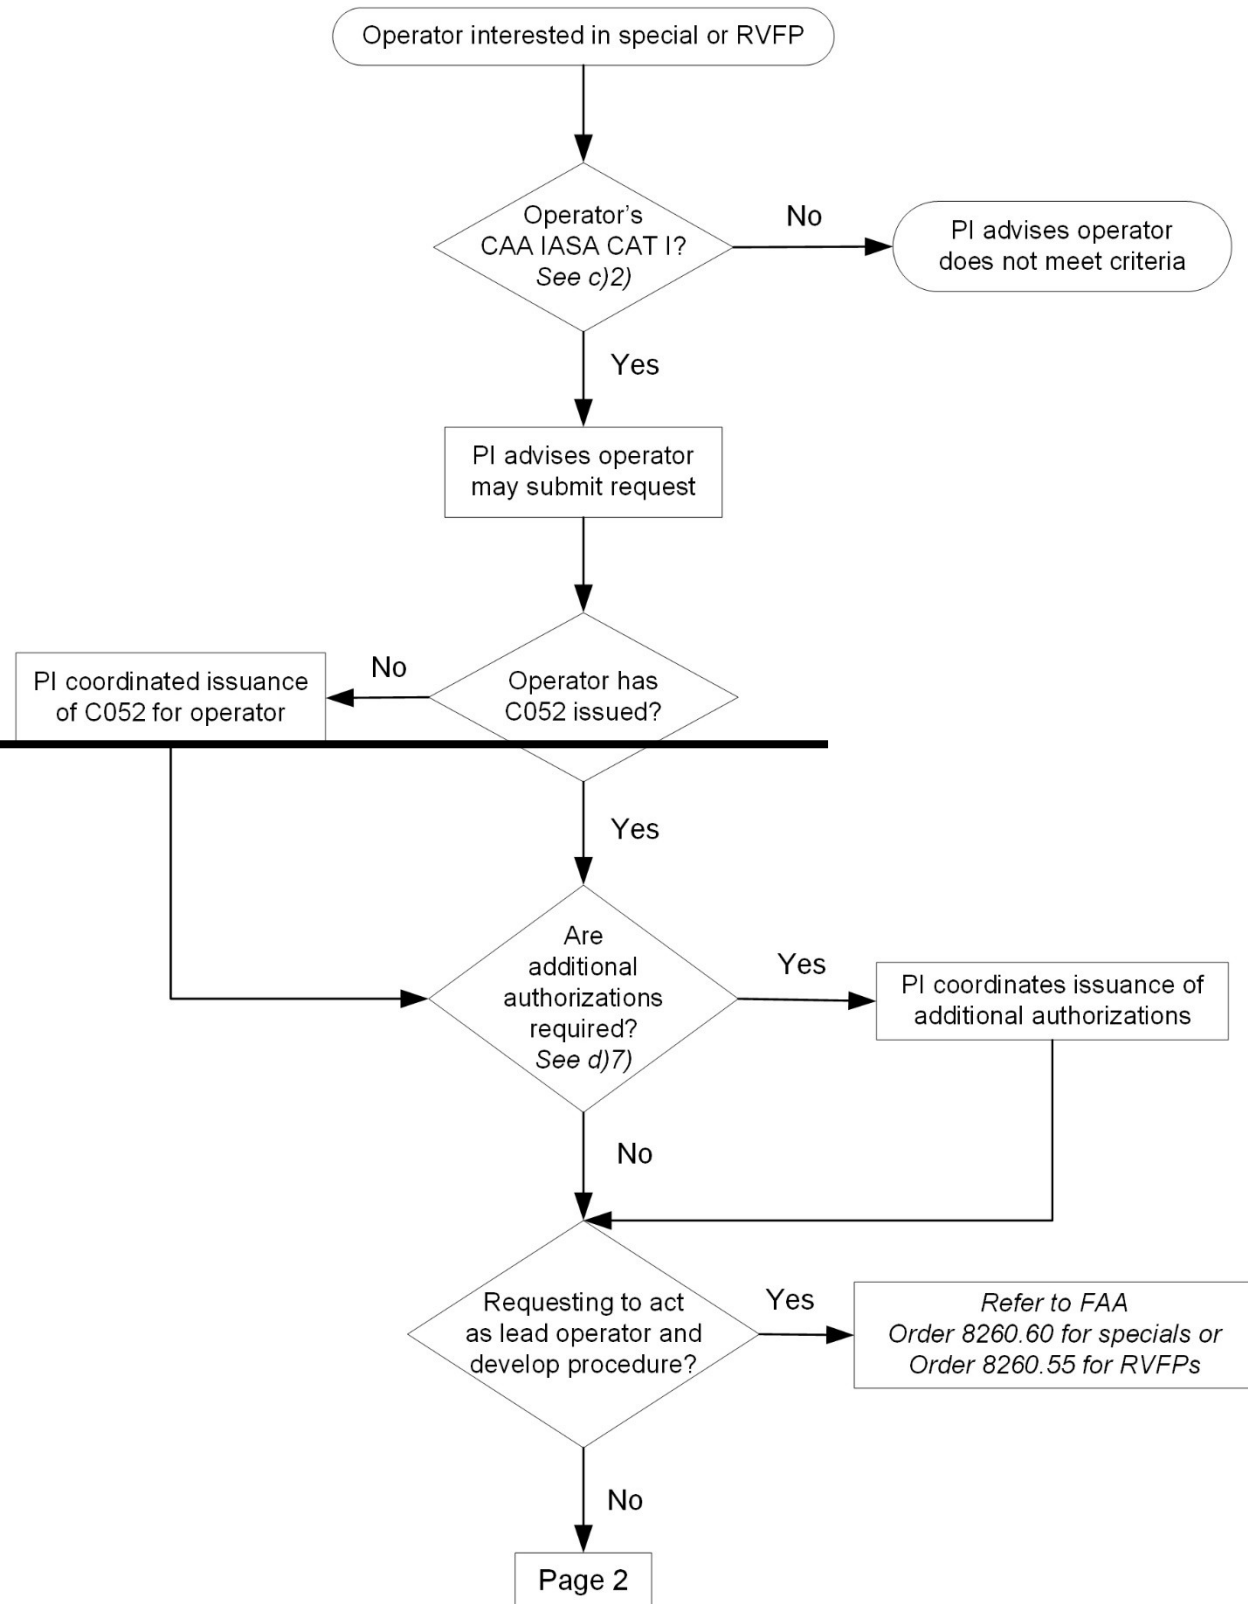 Operator interested in special or RVFP
Operator's
CAA IASA CAT I?
See c)2)
No
PI advises operator
does not meet criteria
Yes
PI advises operator
may submit request
Operator has
C052 issued?
No
PI coordinated issuance
of C052 for operator
Yes
Are
additional
authorizations
required?
See d)7)
Yes
PI coordinates issuance of
additional authorizations
No
Requesting to act
as lead operator and
develop procedure?
Yes
Refer to FAA
Order 8260.60 for specials or
Order 8260.55 for RVFPs
No
Page 2